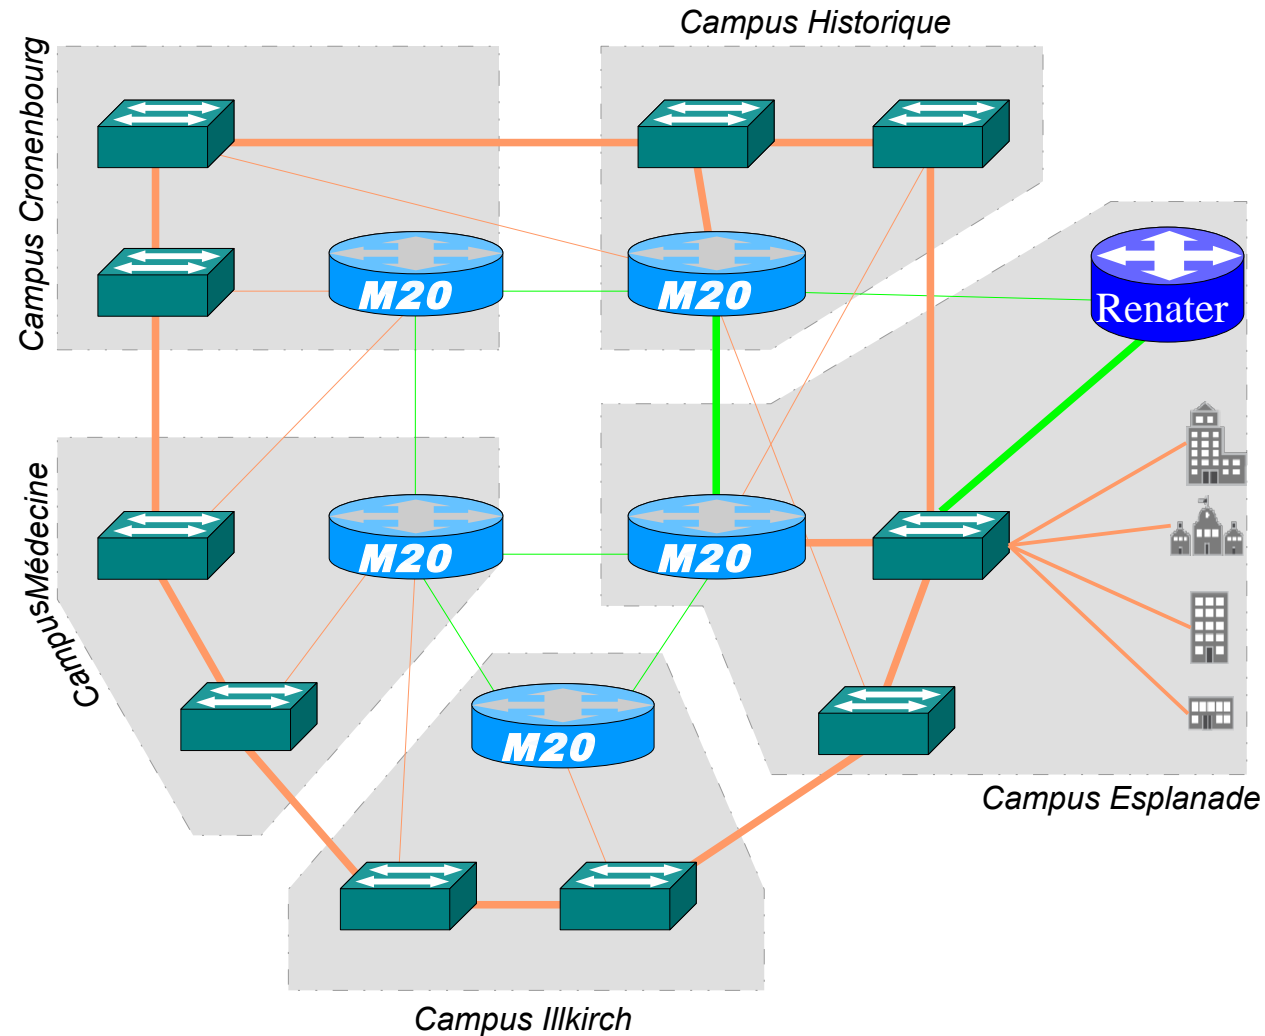 Campus Historique
Campus Cronenbourg
M20
M20
Renater
CampusMédecine
M20
M20
M20
Campus Esplanade
Campus Illkirch